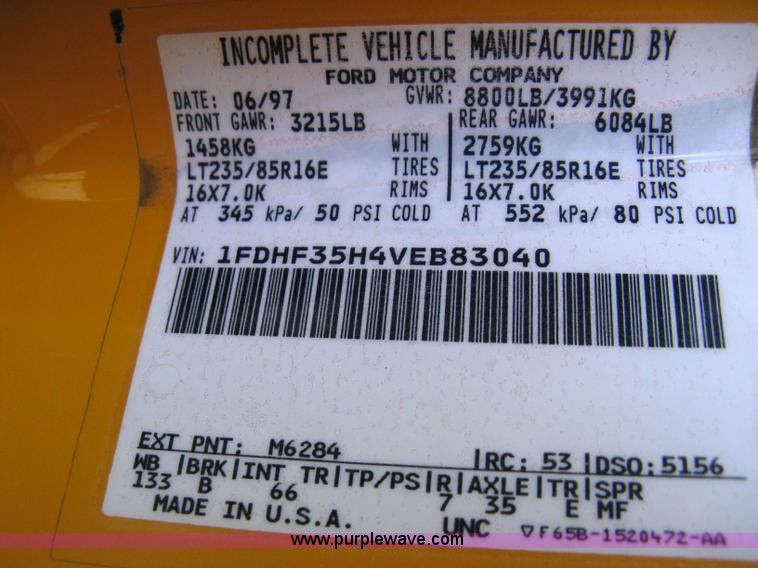 INCOMPLETE VEHICLE MANUFACTURED BY
FORD MOTOR COMPANY
DATE: 06/97 GVWR: 8800LB/3991KG
FRONT GAWR: 3215LB REAR GAWR: 6084LB
1458KG WITH 2759KG WITH
LT235/85R16E TIRES LT235/85R16E TIRES
16X7.0K RIMS 16X7.0K RIMS
AT 345 kPa/ 50 PSI COLD AT 552 kPa/ 80 PSI COLD
VIN: 1FDHF35H4VEB83040
EXT PNT: M6284 RC: 53 DSO: 5156
WB BRK INT TR TP/PS R AXLE TR SPR
133 B 66 7 35 E MF
MADE IN U.S.A. UNC F65B-1520472-AA
www.purplewave.com